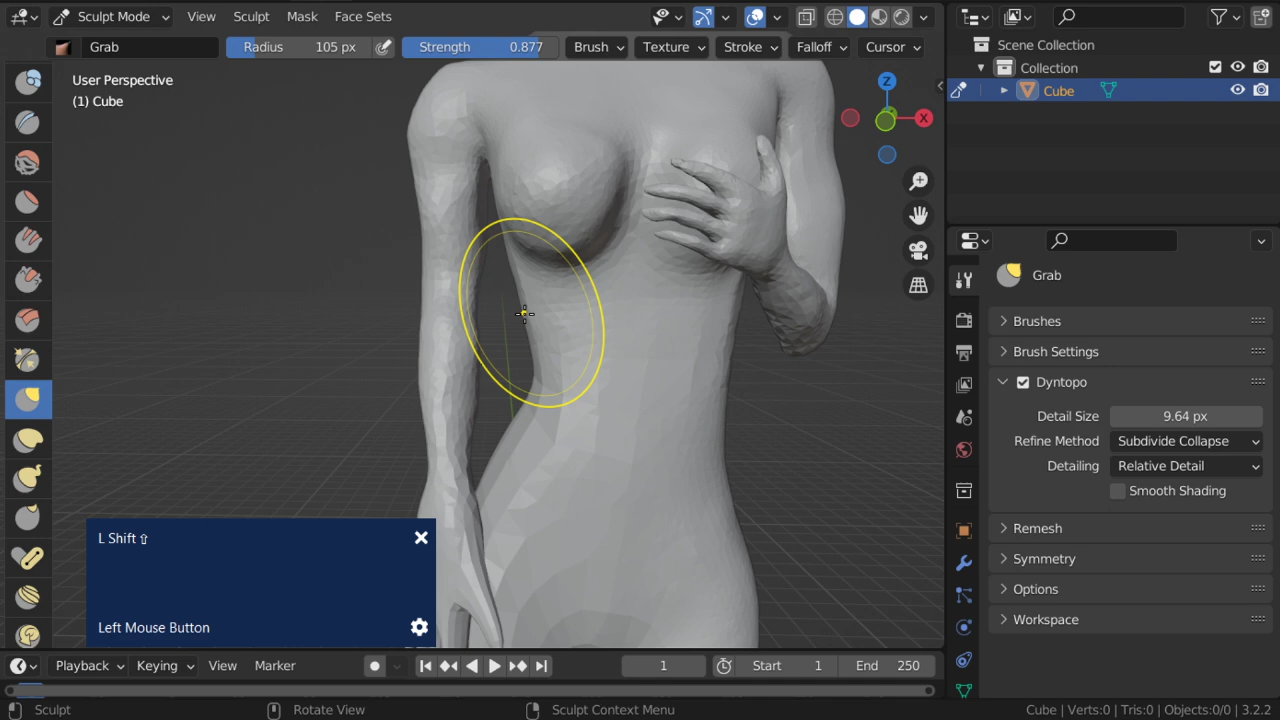 Sculpt Mode View Sculpt Mask Face Sets
Grab Radius 105 px Strength 0.877 Brush Texture Stroke Falloff Cursor
User Perspective
(1) Cube
Z
X
L Shift ⇧
Left Mouse Button
Scene Collection
Collection
Cube
Grab
Brushes
Brush Settings
Dyntopo
Detail Size 9.64 px
Refine Method Subdivide Collapse
Detailing Relative Detail
Smooth Shading
Remesh
Symmetry
Options
Workspace
Playback Keying View Marker 1 Start 1 End 250
Sculpt Rotate View Sculpt Context Menu Cube | Verts:0 | Tris:0 | Objects:0/0 | 3.2.2